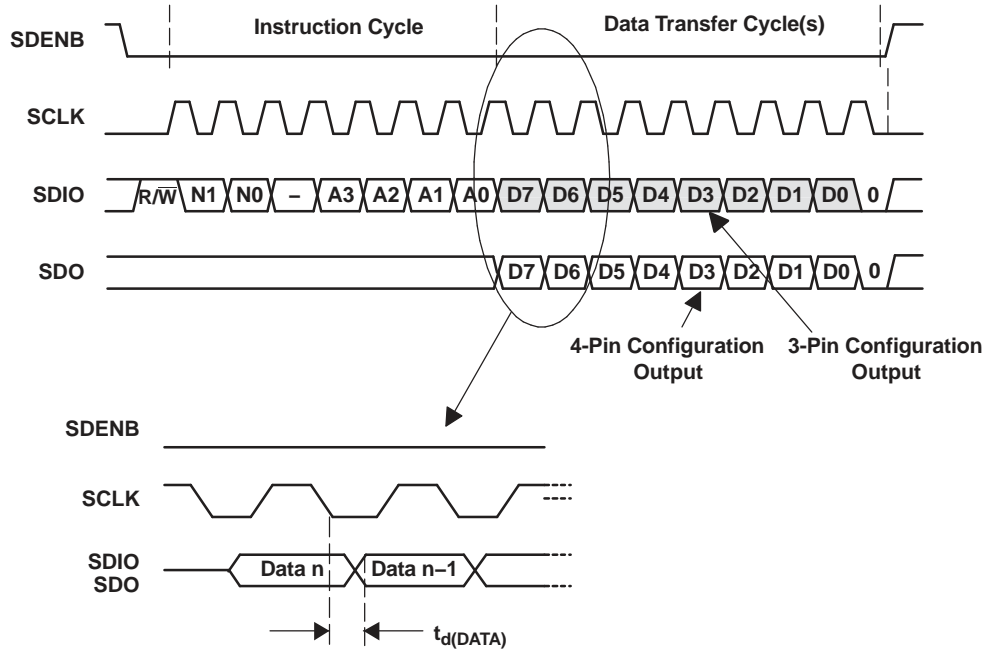 Instruction Cycle Data Transfer Cycle(s)
SDENB
SCLK
SDIO R/W̅ N1 N0 – A3 A2 A1 A0 D7 D6 D5 D4 D3 D2 D1 D0 0
SDO D7 D6 D5 D4 D3 D2 D1 D0 0
4-Pin Configuration Output
3-Pin Configuration Output
SDENB
SCLK
SDIO
SDO
Data n Data n–1
td(DATA)